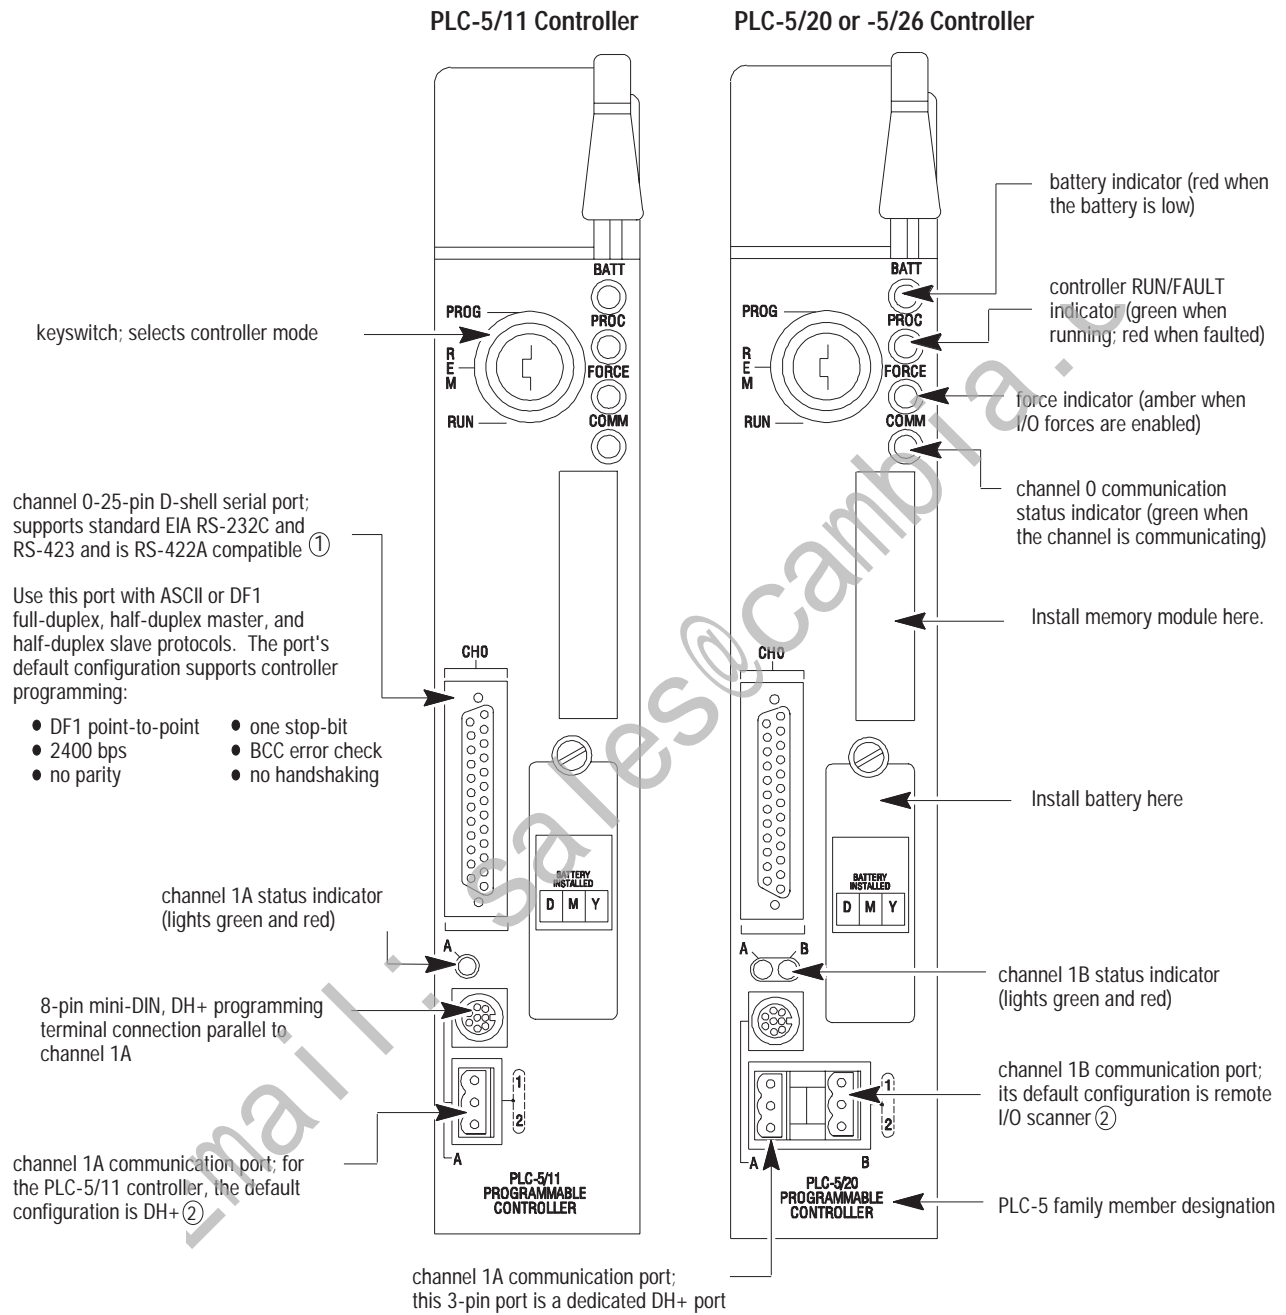 PLC-5/11 Controller
PLC-5/20 or -5/26 Controller
keyswitch; selects controller mode
channel 0-25-pin D-shell serial port;
supports standard EIA RS-232C and
RS-423 and is RS-422A compatible ①
Use this port with ASCII or DF1
full-duplex, half-duplex master, and
half-duplex slave protocols. The port's
default configuration supports controller
programming:
● DF1 point-to-point
● 2400 bps
● no parity
● one stop-bit
● BCC error check
● no handshaking
channel 1A status indicator
(lights green and red)
8-pin mini-DIN, DH+ programming
terminal connection parallel to
channel 1A
channel 1A communication port; for
the PLC-5/11 controller, the default
configuration is DH+ ②
BATT
PROG
PROC
R
E
M
FORCE
RUN
COMM
CH0
BATTERY
INSTALLED
D M Y
A
1
2
A
PLC-5/11
PROGRAMMABLE
CONTROLLER
BATT
PROG
PROC
R
E
M
FORCE
RUN
COMM
CH0
BATTERY
INSTALLED
D M Y
A
B
1
2
A
B
PLC-5/20
PROGRAMMABLE
CONTROLLER
battery indicator (red when
the battery is low)
controller RUN/FAULT
indicator (green when
running; red when faulted)
force indicator (amber when
I/O forces are enabled)
channel 0 communication
status indicator (green when
the channel is communicating)
Install memory module here.
Install battery here
channel 1B status indicator
(lights green and red)
channel 1B communication port;
its default configuration is remote
I/O scanner ②
PLC-5 family member designation
channel 1A communication port;
this 3-pin port is a dedicated DH+ port
mail: sales@cambia.